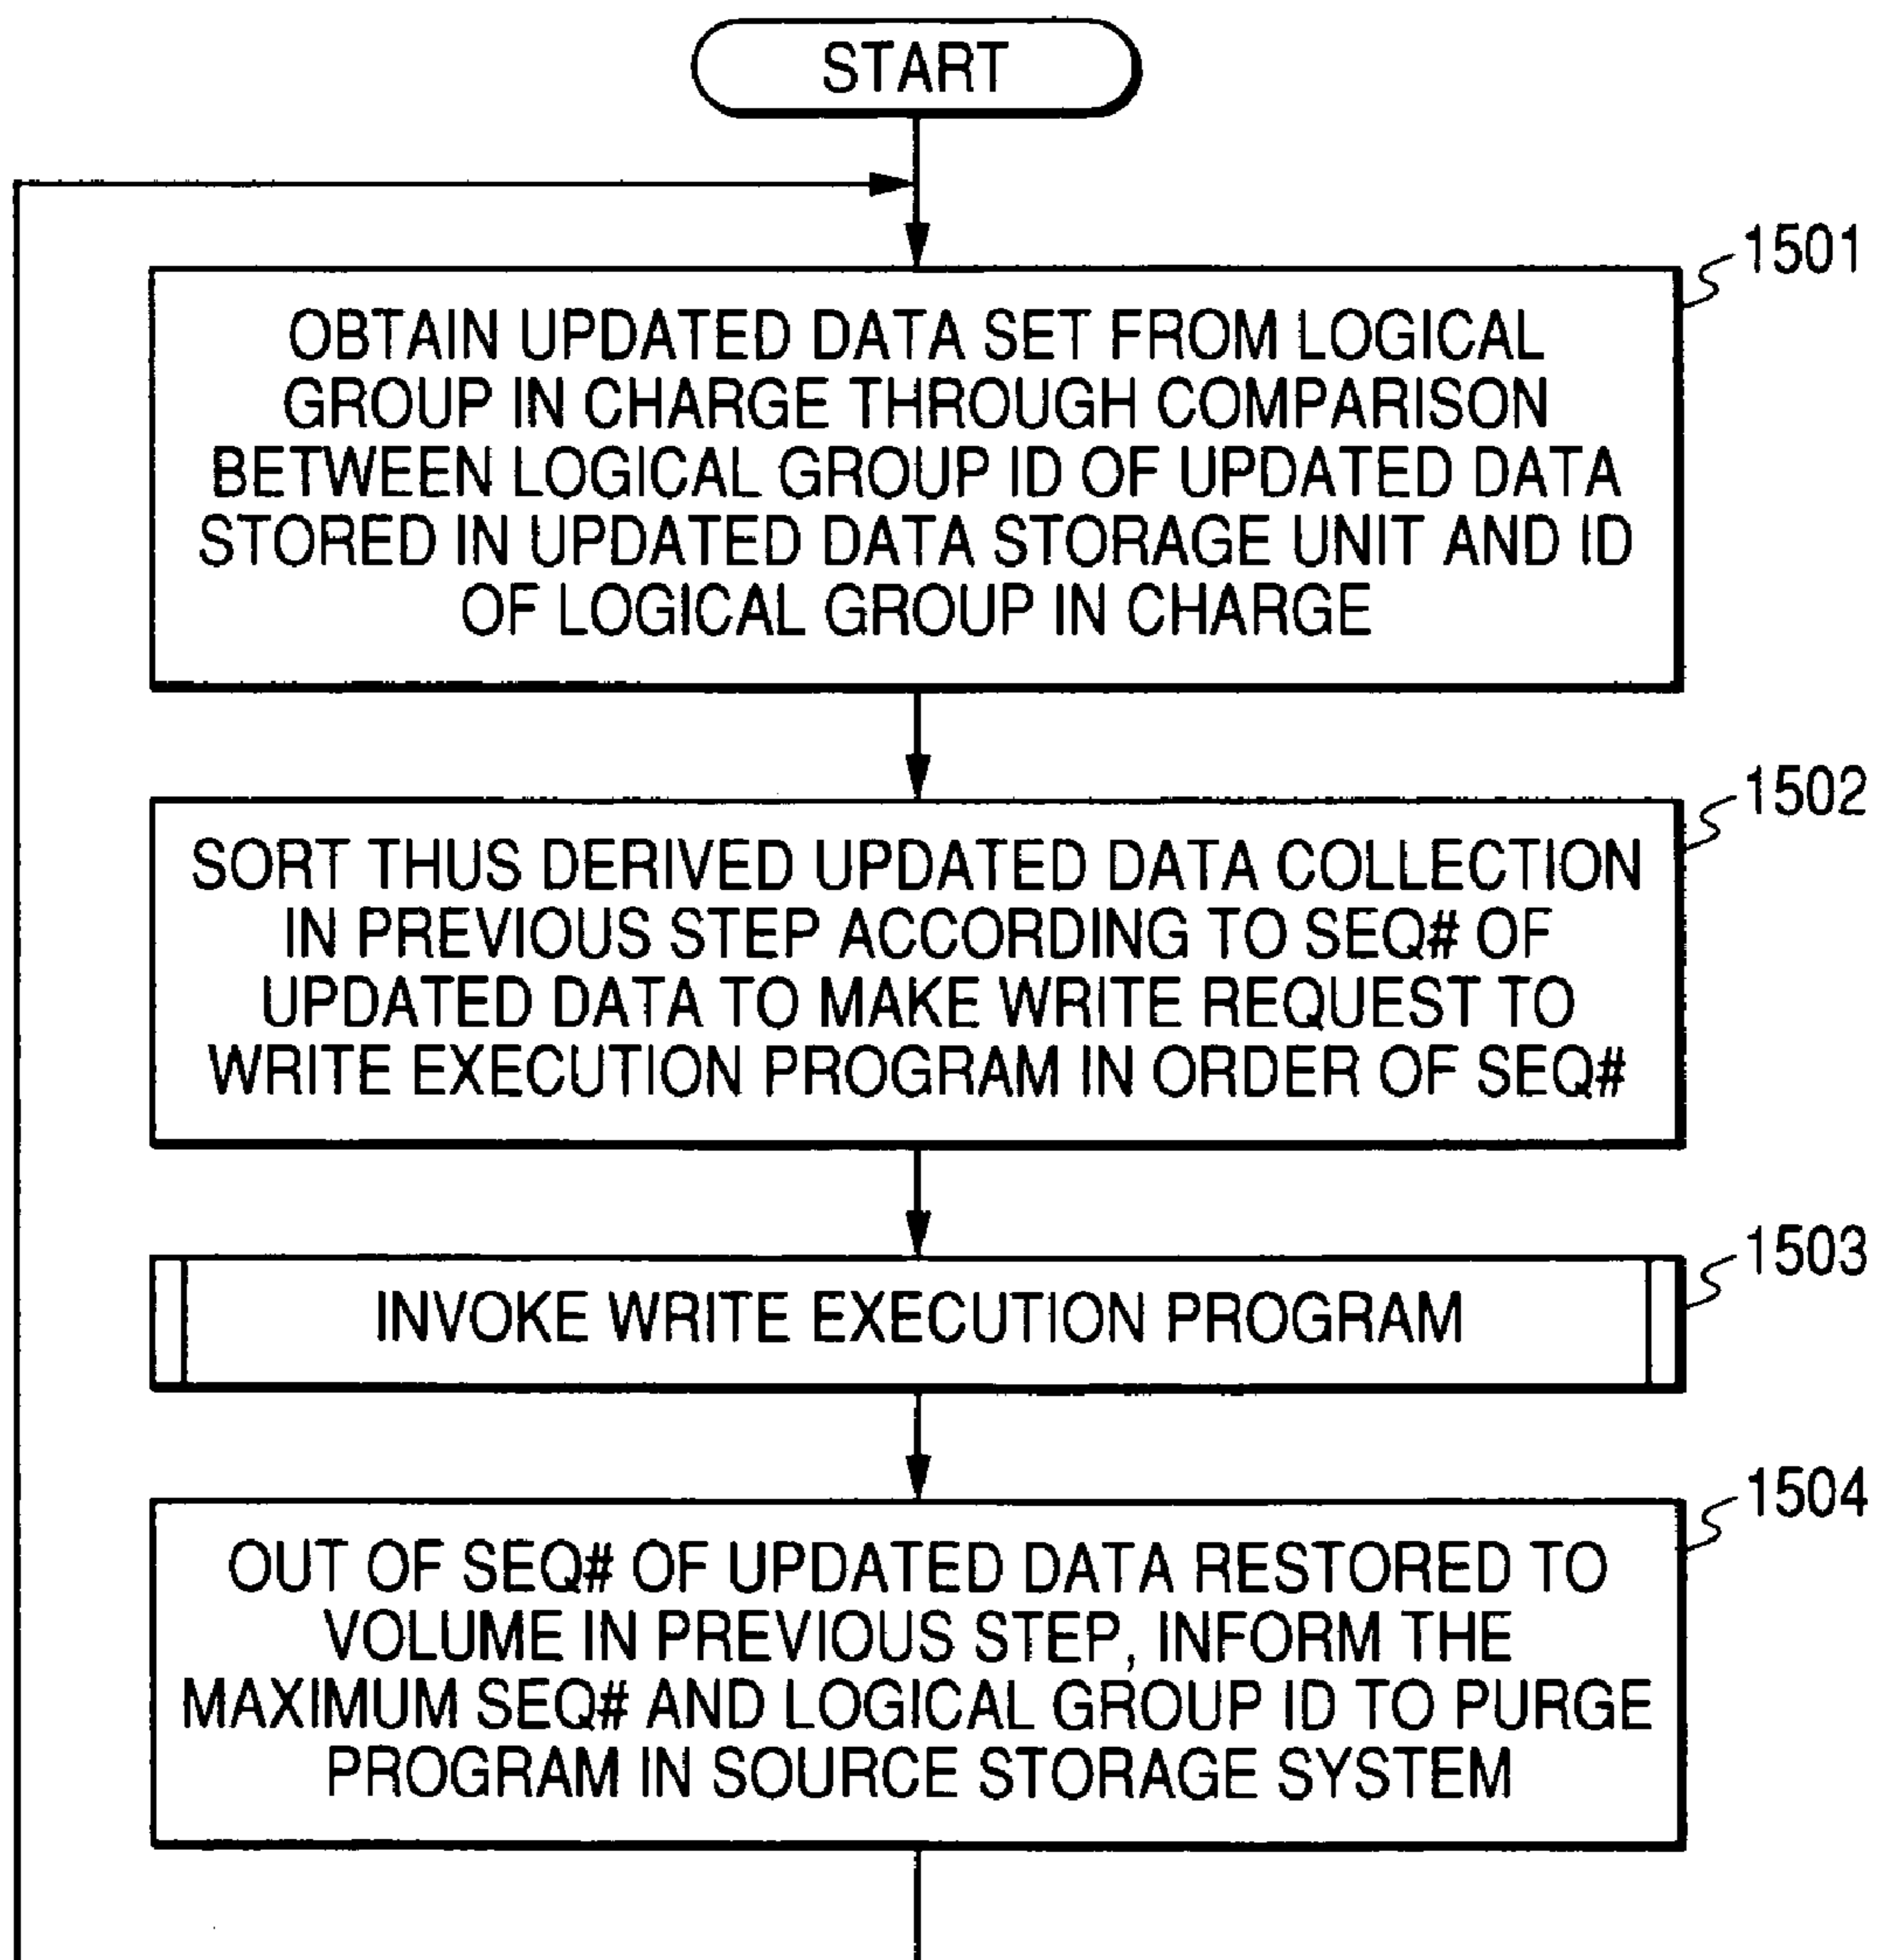 START
1501
OBTAIN UPDATED DATA SET FROM LOGICAL
GROUP IN CHARGE THROUGH COMPARISON
BETWEEN LOGICAL GROUP ID OF UPDATED DATA
STORED IN UPDATED DATA STORAGE UNIT AND ID
OF LOGICAL GROUP IN CHARGE
1502
SORT THUS DERIVED UPDATED DATA COLLECTION
IN PREVIOUS STEP ACCORDING TO SEQ# OF
UPDATED DATA TO MAKE WRITE REQUEST TO
WRITE EXECUTION PROGRAM IN ORDER OF SEQ#
1503
INVOKE WRITE EXECUTION PROGRAM
1504
OUT OF SEQ# OF UPDATED DATA RESTORED TO
VOLUME IN PREVIOUS STEP, INFORM THE
MAXIMUM SEQ# AND LOGICAL GROUP ID TO PURGE
PROGRAM IN SOURCE STORAGE SYSTEM